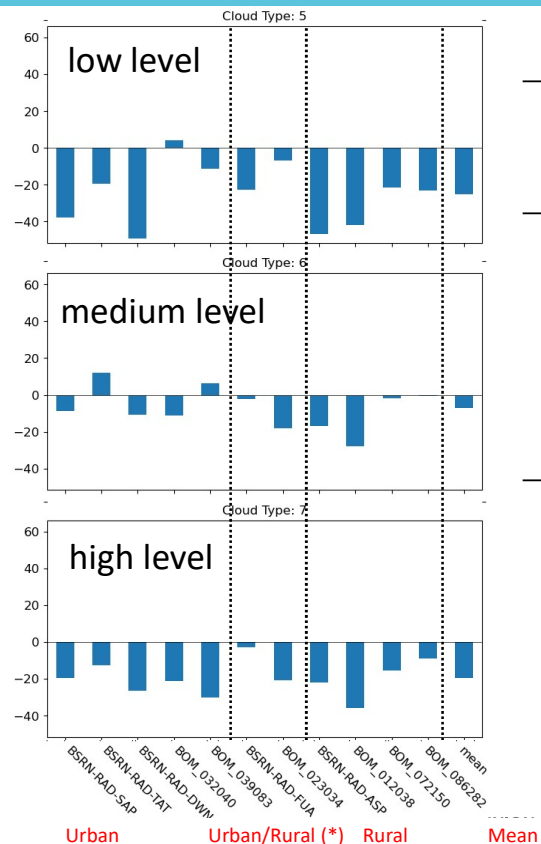 Cloud Type: 5
low level
60
40
20
0
−20
−40
Cloud Type: 6
medium level
60
40
20
0
−20
−40
Cloud Type: 7
high level
60
40
20
0
−20
−40
BSRN-RAD-SAP
BSRN-RAD-TAT
BSRN-RAD-DWN
BOM_032040
BOM_039083
BSRN-RAD-FUA
BOM_023034
BSRN-RAD-ASP
BOM_012038
BOM_072150
BOM_086282
mean
Urban Urban/Rural (*) Rural Mean